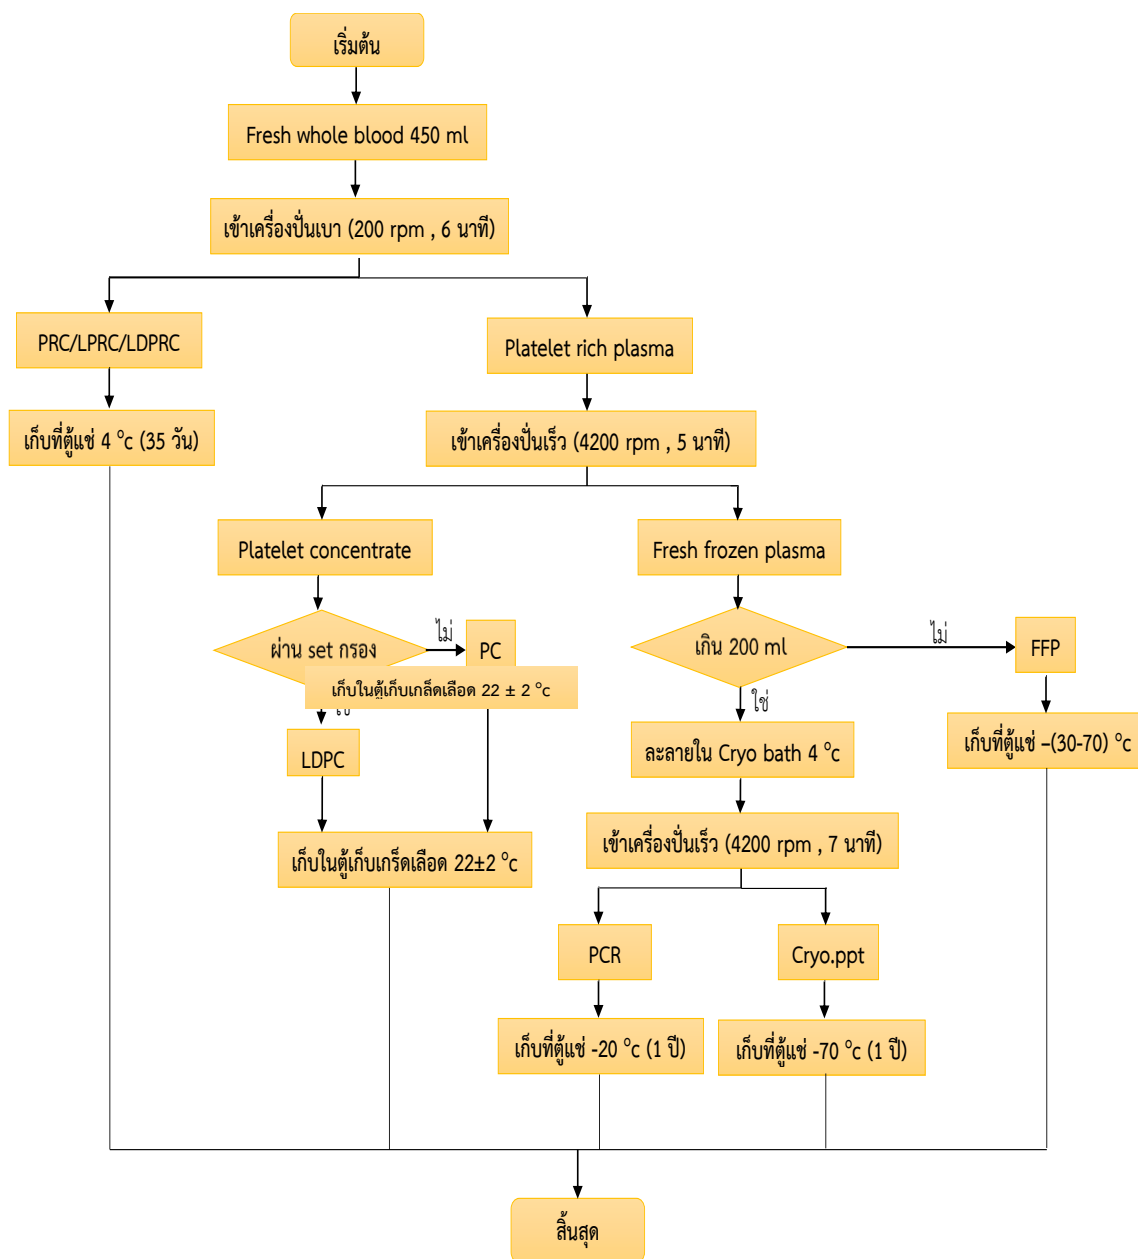 เริ่มต้น
Fresh whole blood 450 ml
เข้าเครื่องปั่นเบา (200 rpm , 6 นาที)
PRC/LPRC/LDPRC
Platelet rich plasma
เก็บที่ตู้แช่ 4 °c (35 วัน)
เข้าเครื่องปั่นเร็ว (4200 rpm , 5 นาที)
Platelet concentrate
Fresh frozen plasma
ผ่าน set กรอง
ไม่
PC
เกิน 200 ml
ไม่
FFP
เก็บในตู้เก็บเกล็ดเลือด 22 ± 2 °c
ใช่
LDPC
ละลายใน Cryo bath 4 °c
เก็บที่ตู้แช่ –(30-70) °c
เข้าเครื่องปั่นเร็ว (4200 rpm , 7 นาที)
เก็บในตู้เก็บเกร็ดเลือด 22±2 °c
PCR
Cryo.ppt
เก็บที่ตู้แช่ -20 °c (1 ปี)
เก็บที่ตู้แช่ -70 °c (1 ปี)
สิ้นสุด